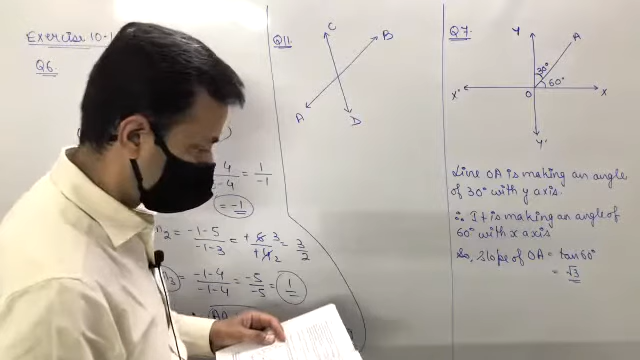 Exercise 10.1
Q6
4 / -4 = 1 / -1
= -1
= -1-5 / -1-3 = +6 3 / +4 2 = 3 / 2
= -1-4 / -1-4 = -5 / -5 = 1
Q11
C
B
A
D
Q7
Y
A
30°
60°
X'
O
X
Y'
Line OA is making an angle
of 30° with y axis.
∴ It is making an angle of
60° with x axis
So, Slope of OA = tan 60°
= √3